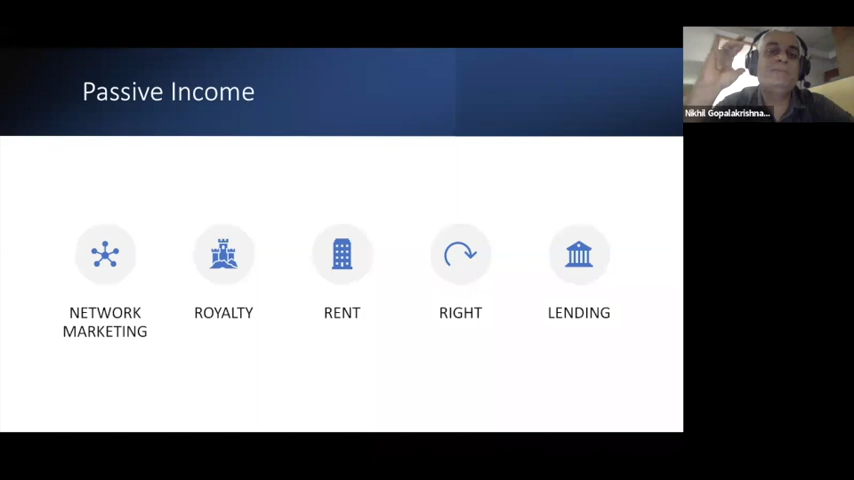 Passive Income
Nikhil Gopalakrishna...
NETWORK
MARKETING
ROYALTY
RENT
RIGHT
LENDING